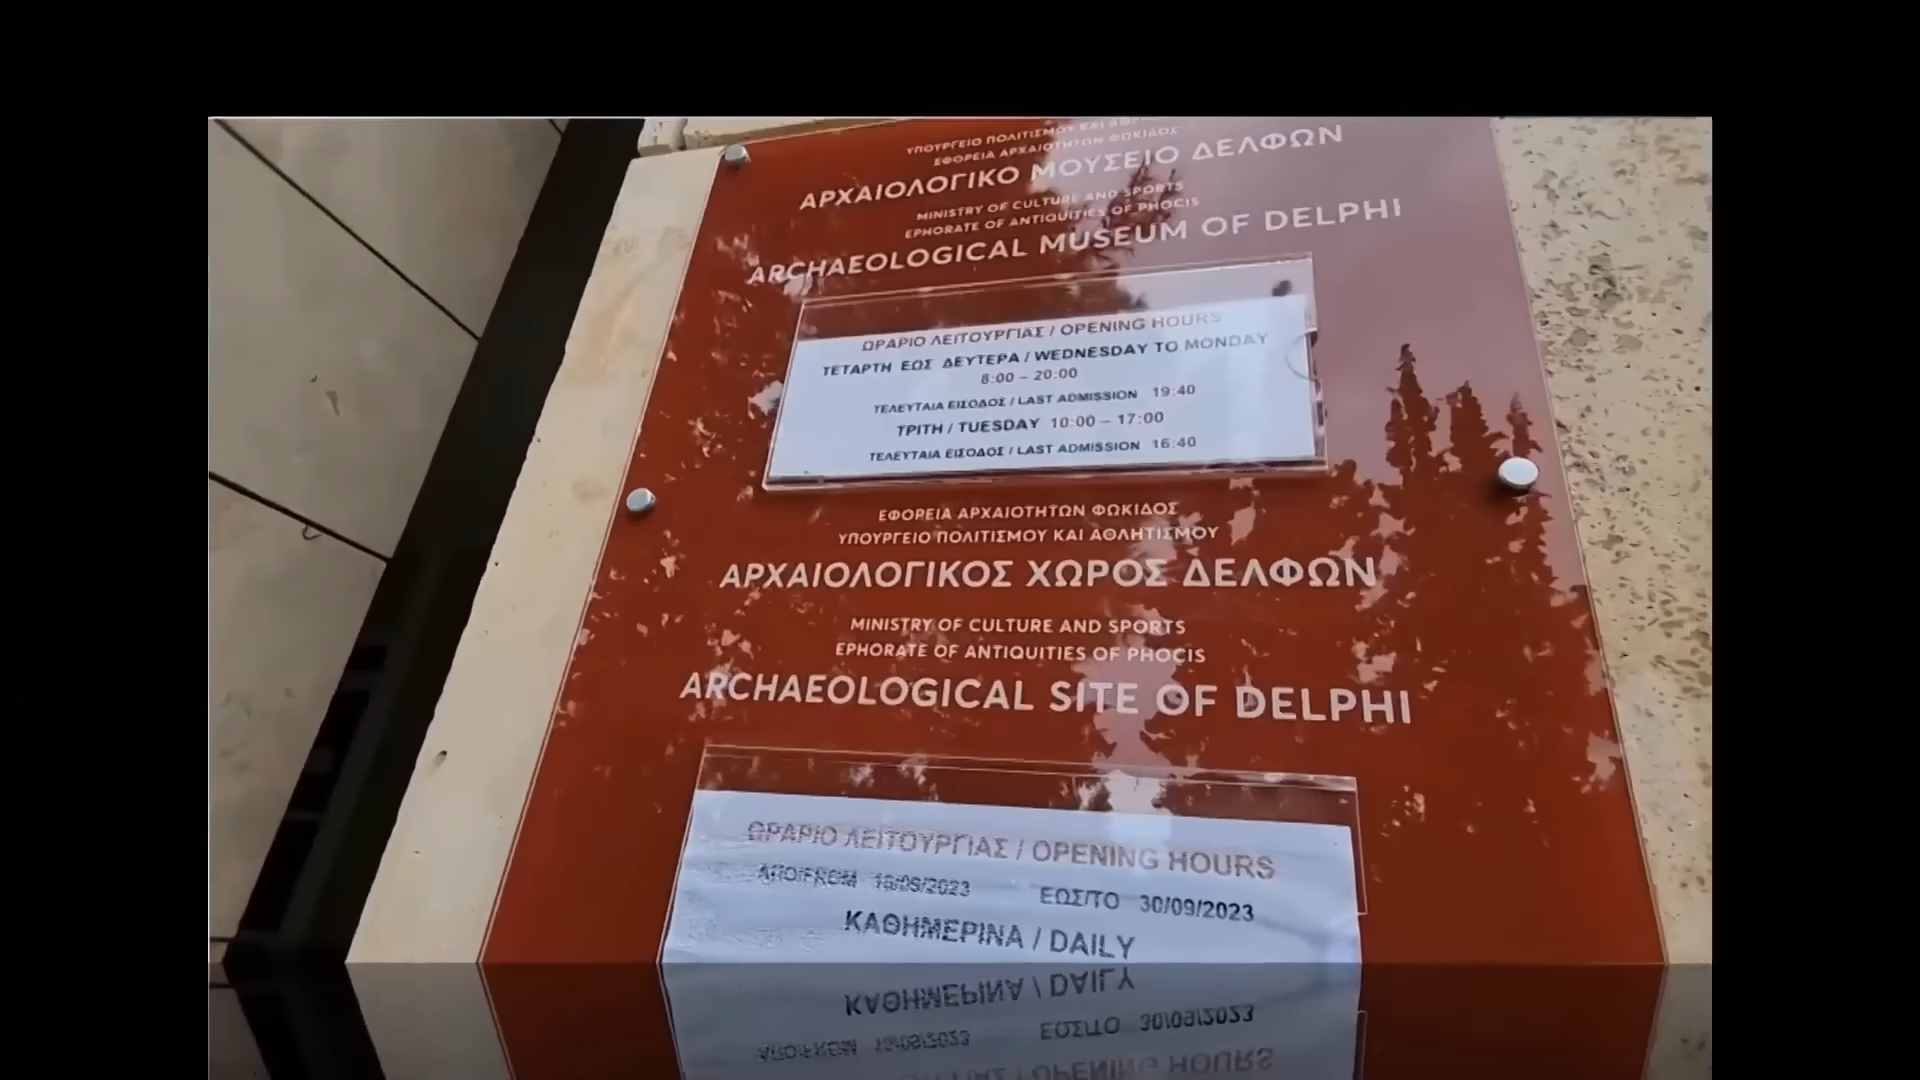 ΥΠΟΥΡΓΕΙΟ ΠΟΛΙΤΙΣΜΟΥ ΚΑΙ
ΕΦΟΡΕΙΑ ΑΡΧΑΙΟΤΗΤΩΝ ΦΩΚΙΔΟΣ
ΑΡΧΑΙΟΛΟΓΙΚΟ ΜΟΥΣΕΙΟ ΔΕΛΦΩΝ
MINISTRY OF CULTURE AND SPORTS
EPHORATE OF ANTIQUITIES OF PHOCIS
ARCHAEOLOGICAL MUSEUM OF DELPHI
ΩΡΑΡΙΟ ΛΕΙΤΟΥΡΓΙΑΣ / OPENING HOURS
ΤΕΤΑΡΤΗ ΕΩΣ ΔΕΥΤΕΡΑ / WEDNESDAY TO MONDAY
8:00 – 20:00
ΤΕΛΕΥΤΑΙΑ ΕΙΣΟΔΟΣ / LAST ADMISSION 19:40
ΤΡΙΤΗ / TUESDAY 10:00 – 17:00
ΤΕΛΕΥΤΑΙΑ ΕΙΣΟΔΟΣ / LAST ADMISSION 16:40
ΕΦΟΡΕΙΑ ΑΡΧΑΙΟΤΗΤΩΝ ΦΩΚΙΔΟΣ
ΥΠΟΥΡΓΕΙΟ ΠΟΛΙΤΙΣΜΟΥ ΚΑΙ ΑΘΛΗΤΙΣΜΟΥ
ΑΡΧΑΙΟΛΟΓΙΚΟΣ ΧΩΡΟΣ ΔΕΛΦΩΝ
MINISTRY OF CULTURE AND SPORTS
EPHORATE OF ANTIQUITIES OF PHOCIS
ARCHAEOLOGICAL SITE OF DELPHI
ΩΡΑΡΙΟ ΛΕΙΤΟΥΡΓΙΑΣ / OPENING HOURS
ΑΠΟ/FROM ΕΩΣ/TO 30/09/2023
ΚΑΘΗΜΕΡΙΝΑ / DAILY